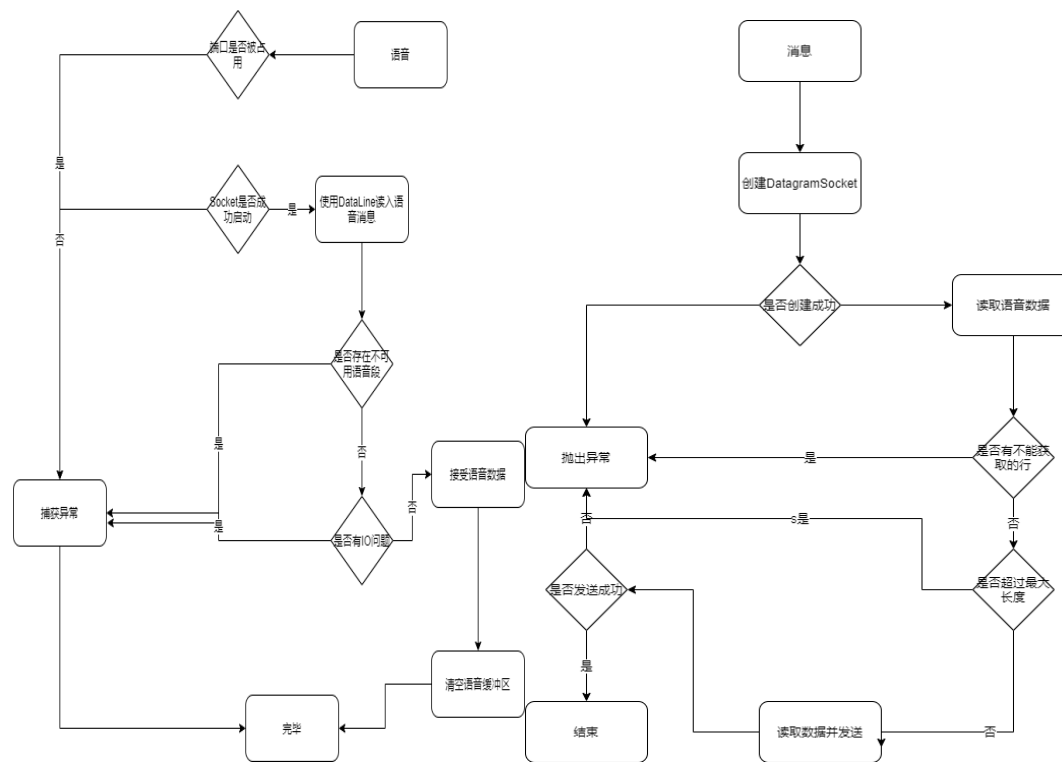 端口是否被占
用
语音
消息
是
Socket是否成
功启动
是
使用DataLine读入语
音消息
创建DatagramSocket
否
是否创建成功
读取语音数据
是否存在不可
用语音段
是
否
接受语音数据
抛出异常
是
是否有不能获
取的行
捕获异常
是
是否有IO问题
否
否
s是
否
是否发送成功
是否超过最大
长度
是
清空语音缓冲区
完毕
结束
读取数据并发送
否